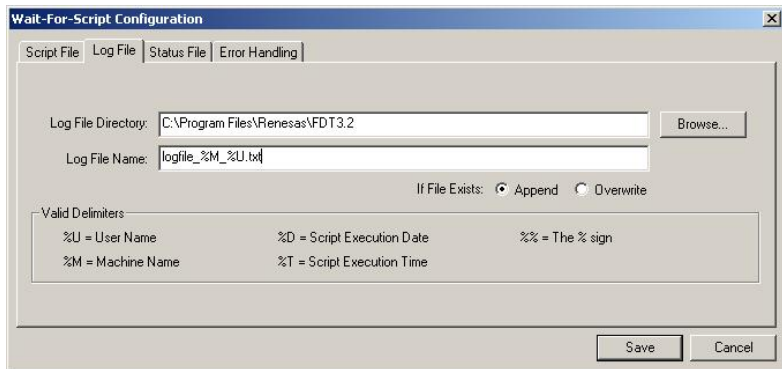 Wait-For-Script Configuration
Script File Log File Status File Error Handling
Log File Directory: C:\Program Files\Renesas\FDT3.2 Browse...
Log File Name: logfile_%M_%U.txt
If File Exists: Append Overwrite
Valid Delimiters
%U = User Name %D = Script Execution Date %% = The % sign
%M = Machine Name %T = Script Execution Time
Save Cancel